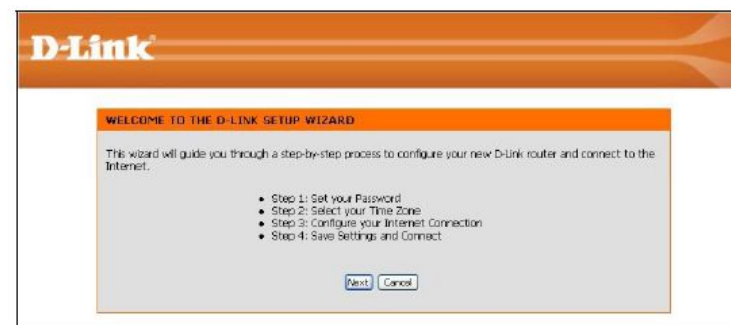 D-Link
WELCOME TO THE D-LINK SETUP WIZARD
This wizard will guide you through a step-by-step process to configure your new D-Link router and connect to the
Internet.
• Step 1: Set your Password
• Step 2: Select your Time Zone
• Step 3: Configure your Internet Connection
• Step 4: Save Settings and Connect
Next Cancel